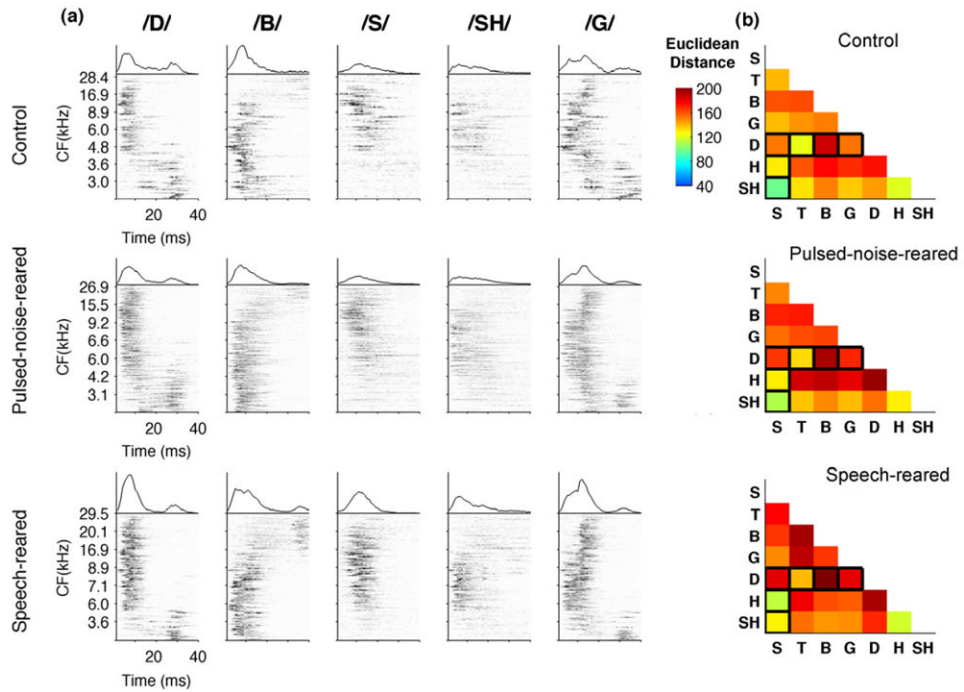 (a)
/D/ /B/ /S/ /SH/ /G/
Control
CF(kHz)
28.4
16.9
8.9
6.0
4.8
3.6
3.0
20 40
Time (ms)
Pulsed-noise-reared
CF(kHz)
26.9
15.5
9.2
6.6
6.0
4.2
3.1
Time (ms)
Speech-reared
CF(kHz)
29.5
20.1
16.9
8.9
7.1
6.0
3.6
20 40
Time (ms)
(b)
Euclidean
Distance
200
160
120
80
40
Control
S
T
B
G
D
H
SH
S T B G D H SH
Pulsed-noise-reared
S
T
B
G
D
H
SH
S T B G D H SH
Speech-reared
S
T
B
G
D
H
SH
S T B G D H SH